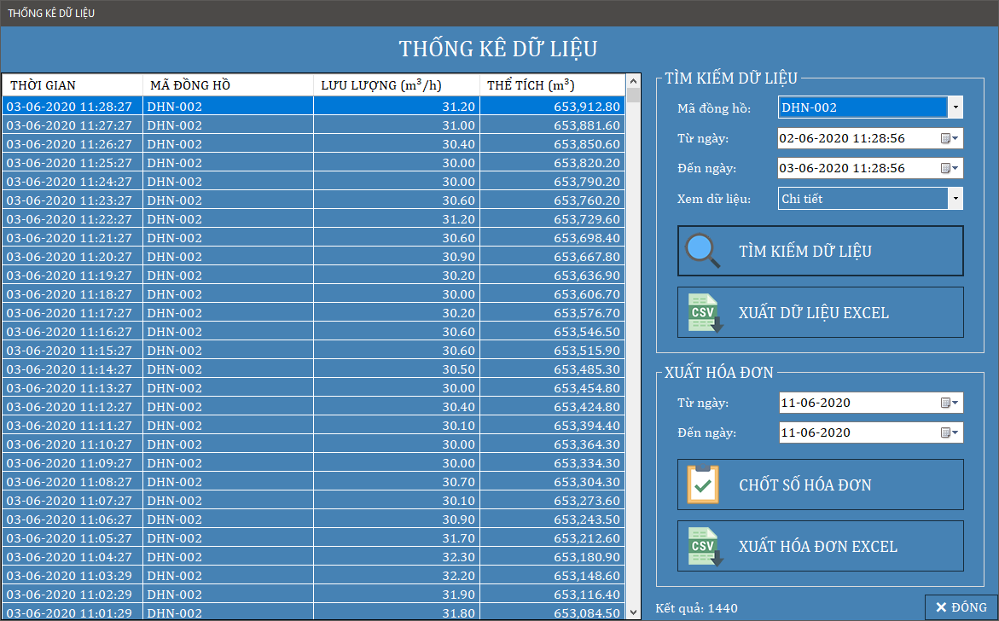 THỐNG KÊ DỮ LIỆU
THỐNG KÊ DỮ LIỆU
THỜI GIAN MÃ ĐỒNG HỒ LƯU LƯỢNG (m³/h) THỂ TÍCH (m³)
03-06-2020 11:28:27 DHN-002 31.20 653,912.80
03-06-2020 11:27:27 DHN-002 31.00 653,881.60
03-06-2020 11:26:27 DHN-002 30.40 653,850.60
03-06-2020 11:25:27 DHN-002 30.00 653,820.20
03-06-2020 11:24:27 DHN-002 30.00 653,790.20
03-06-2020 11:23:27 DHN-002 30.60 653,760.20
03-06-2020 11:22:27 DHN-002 31.20 653,729.60
03-06-2020 11:21:27 DHN-002 30.60 653,698.40
03-06-2020 11:20:27 DHN-002 30.90 653,667.80
03-06-2020 11:19:27 DHN-002 30.20 653,636.90
03-06-2020 11:18:27 DHN-002 30.00 653,606.70
03-06-2020 11:17:27 DHN-002 30.20 653,576.70
03-06-2020 11:16:27 DHN-002 30.60 653,546.50
03-06-2020 11:15:27 DHN-002 30.60 653,515.90
03-06-2020 11:14:27 DHN-002 30.50 653,485.30
03-06-2020 11:13:27 DHN-002 30.00 653,454.80
03-06-2020 11:12:27 DHN-002 30.40 653,424.80
03-06-2020 11:11:27 DHN-002 30.10 653,394.40
03-06-2020 11:10:27 DHN-002 30.00 653,364.30
03-06-2020 11:09:27 DHN-002 30.00 653,334.30
03-06-2020 11:08:27 DHN-002 30.70 653,304.30
03-06-2020 11:07:27 DHN-002 30.10 653,273.60
03-06-2020 11:06:27 DHN-002 30.90 653,243.50
03-06-2020 11:05:27 DHN-002 31.70 653,212.60
03-06-2020 11:04:27 DHN-002 32.30 653,180.90
03-06-2020 11:03:29 DHN-002 32.20 653,148.60
03-06-2020 11:02:29 DHN-002 31.90 653,116.40
03-06-2020 11:01:29 DHN-002 31.80 653,084.50
TÌM KIẾM DỮ LIỆU
Mã đồng hồ: DHN-002
Từ ngày: 02-06-2020 11:28:56
Đến ngày: 03-06-2020 11:28:56
Xem dữ liệu: Chi tiết
TÌM KIẾM DỮ LIỆU
CSV XUẤT DỮ LIỆU EXCEL
XUẤT HÓA ĐƠN
Từ ngày: 11-06-2020
Đến ngày: 11-06-2020
CHỐT SỐ HÓA ĐƠN
CSV XUẤT HÓA ĐƠN EXCEL
Kết quả: 1440 ĐÓNG